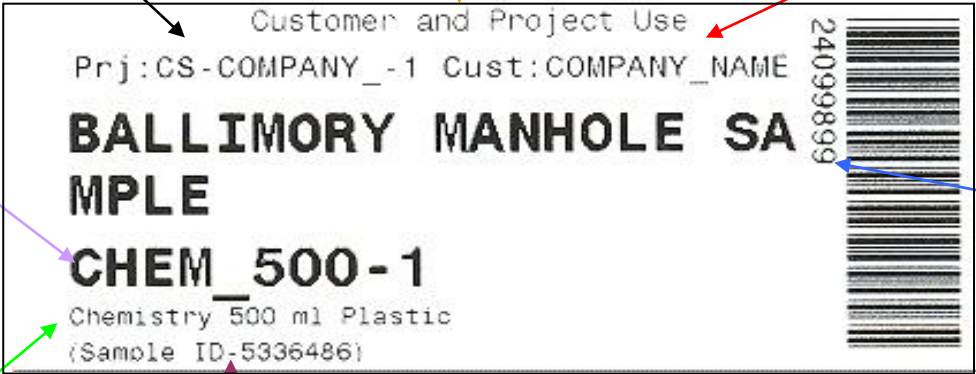 Customer and Project Use
Prj:CS-COMPANY_-1 Cust:COMPANY_NAME
BALLIMORY MANHOLE SA
MPLE
CHEM_500-1
Chemistry 500 ml Plastic
(Sample ID-5336486)
24099899